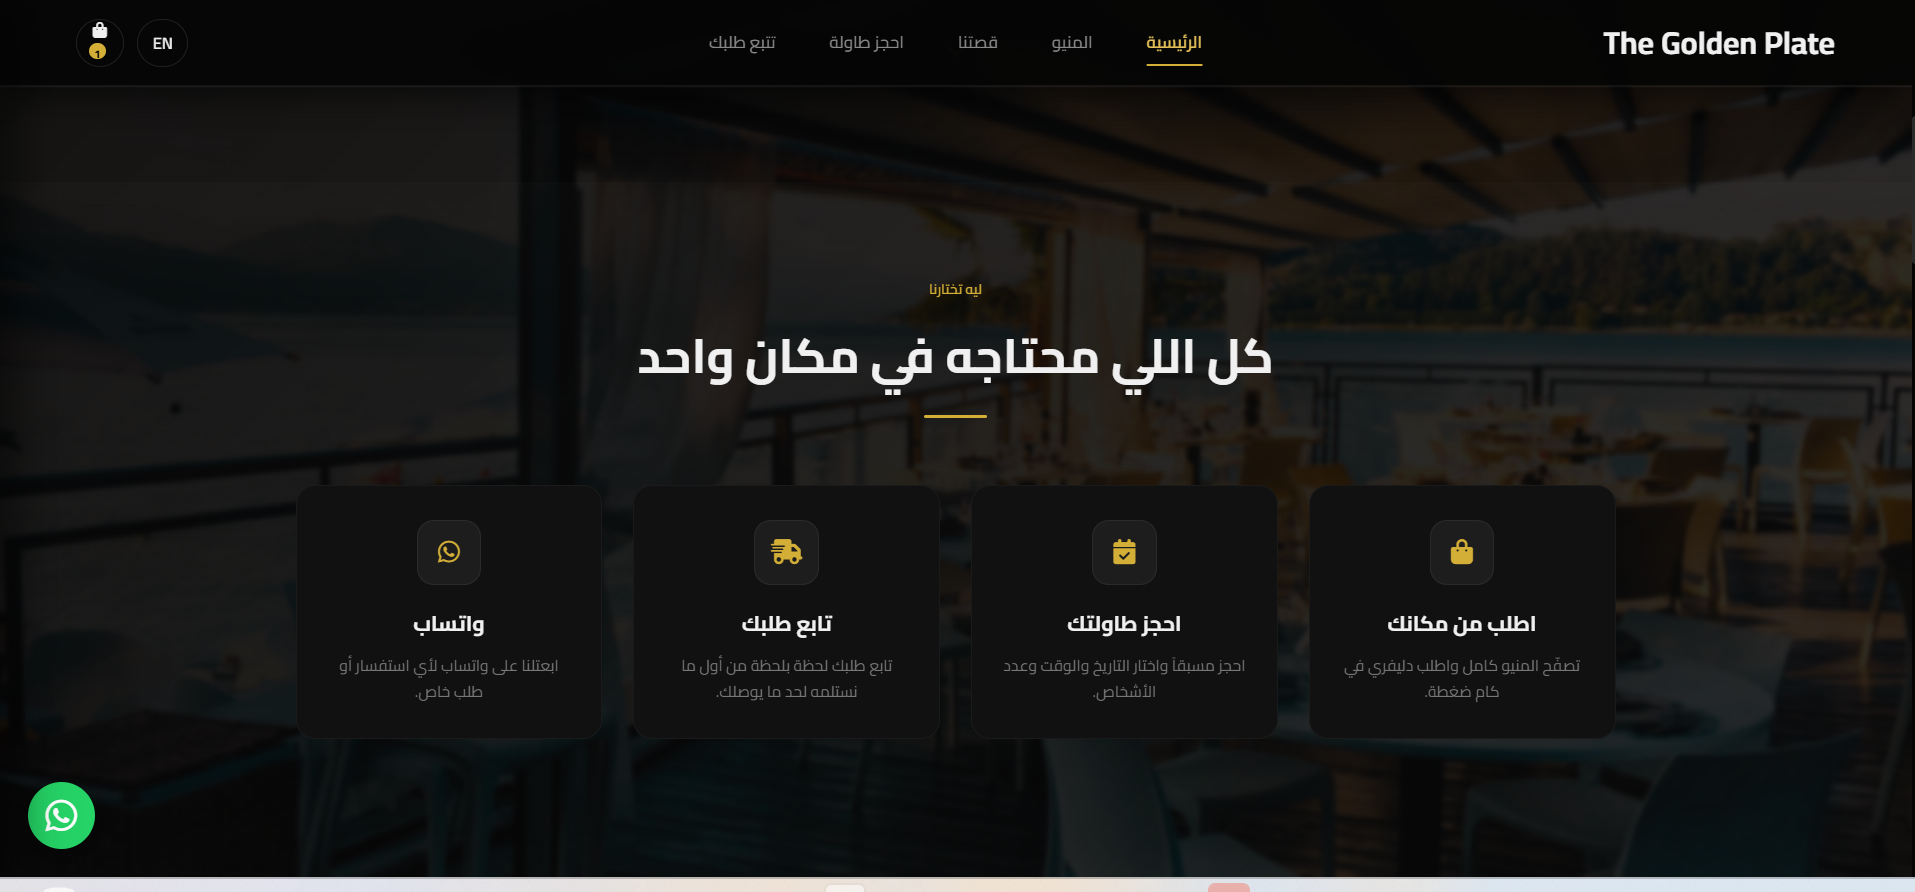 The Golden Plate
الرئيسية
المنيو
قصتنا
احجز طاولة
تتبع طلبك
EN
1
ليه تختارنا
كل اللي محتاجه في مكان واحد
اطلب من مكانك
تصفّح المنيو كامل واطلب دليفري في
كام ضغطة.
احجز طاولتك
احجز مسبقاً واختار التاريخ والوقت وعدد
الأشخاص.
تابع طلبك
تابع طلبك لحظة بلحظة من أول ما
نستلمه لحد ما يوصلك.
واتساب
ابعتلنا على واتساب لأي استفسار أو
طلب خاص.